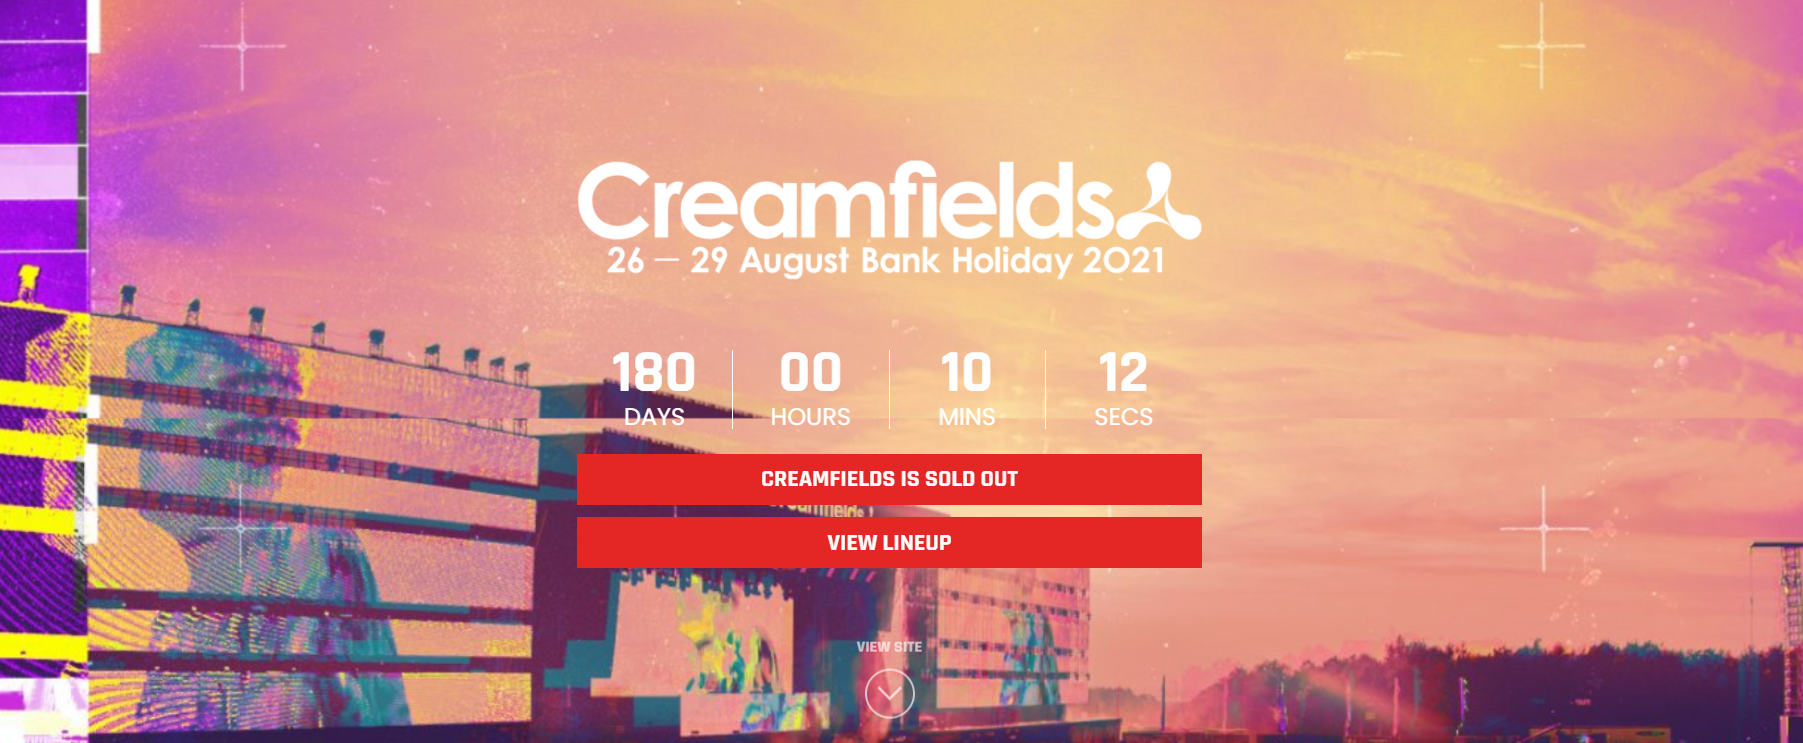 Creamfields
26 — 29 August Bank Holiday 2021
180 00 10 12
DAYS HOURS MINS SECS
CREAMFIELDS IS SOLD OUT
creamfields
VIEW LINEUP
VIEW SITE